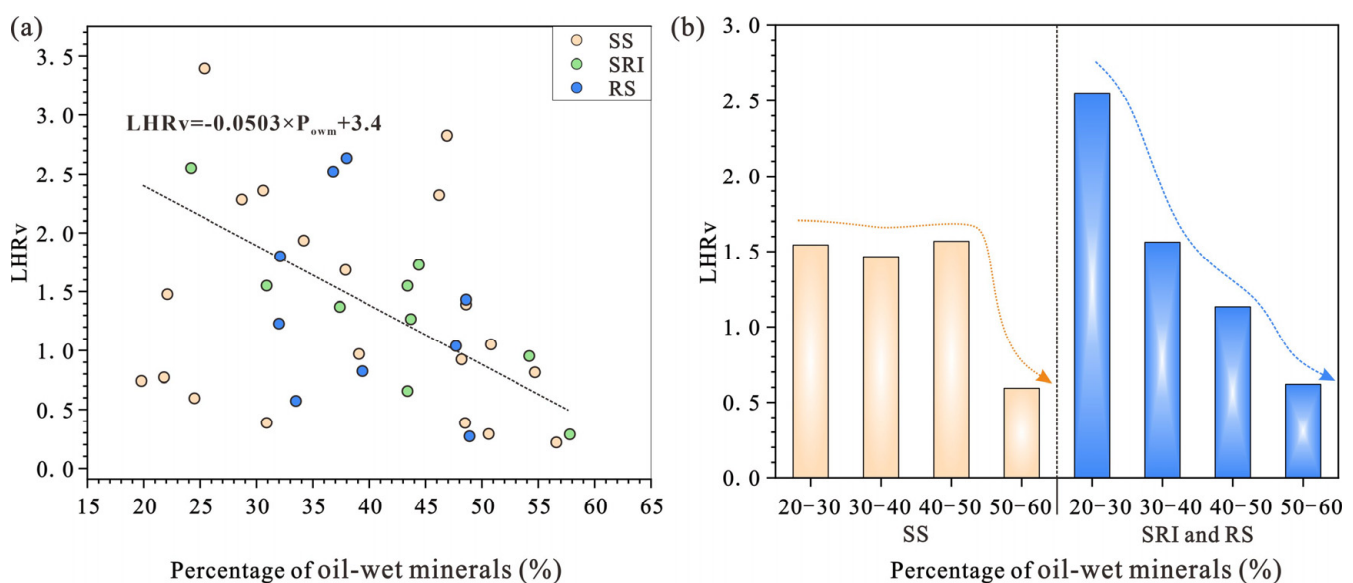 (a)
SS
SRI
RS
LHRv=-0.0503×Powm+3.4
LHRv
3.5
3.0
2.5
2.0
1.5
1.0
0.5
0.0
15 20 25 30 35 40 45 50 55 60 65
Percentage of oil-wet minerals (%)
(b)
LHRv
3.0
2.5
2.0
1.5
1.0
0.5
0.0
20-30 30-40 40-50 50-60 20-30 30-40 40-50 50-60
SS SRI and RS
Percentage of oil-wet minerals (%)